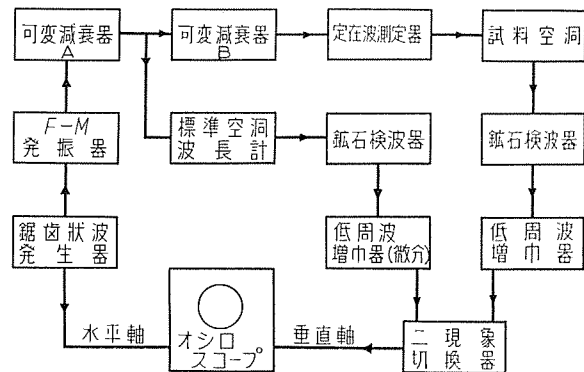 可変減衰器
A
可変減衰器
B
定在波測定器
試料空洞
F-M
発振器
標準空洞
波長計
鉱石検波器
鉱石検波器
鋸歯状波
発生器
低周波
増巾器(微分)
低周波
増巾器
水平軸
オシロ
スコープ
垂直軸
二現象
切換器